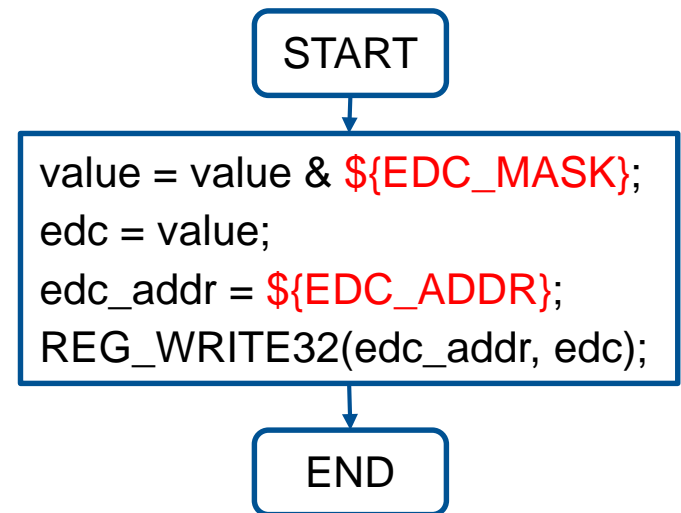 START
value = value & ${EDC_MASK};
edc = value;
edc_addr = ${EDC_ADDR};
REG_WRITE32(edc_addr, edc);
END